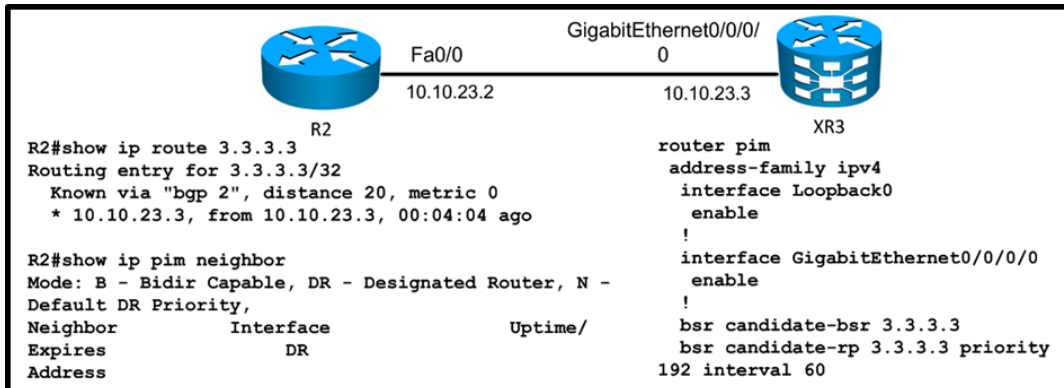 GigabitEthernet0/0/0/
0
Fa0/0
10.10.23.2
10.10.23.3
R2
XR3
R2#show ip route 3.3.3.3
Routing entry for 3.3.3.3/32
Known via "bgp 2", distance 20, metric 0
* 10.10.23.3, from 10.10.23.3, 00:04:04 ago
R2#show ip pim neighbor
Mode: B - Bidir Capable, DR - Designated Router, N -
Default DR Priority,
Neighbor Interface Uptime/
Expires DR
Address
router pim
address-family ipv4
interface Loopback0
enable
!
interface GigabitEthernet0/0/0/0
enable
!
bsr candidate-bsr 3.3.3.3
bsr candidate-rp 3.3.3.3 priority
192 interval 60